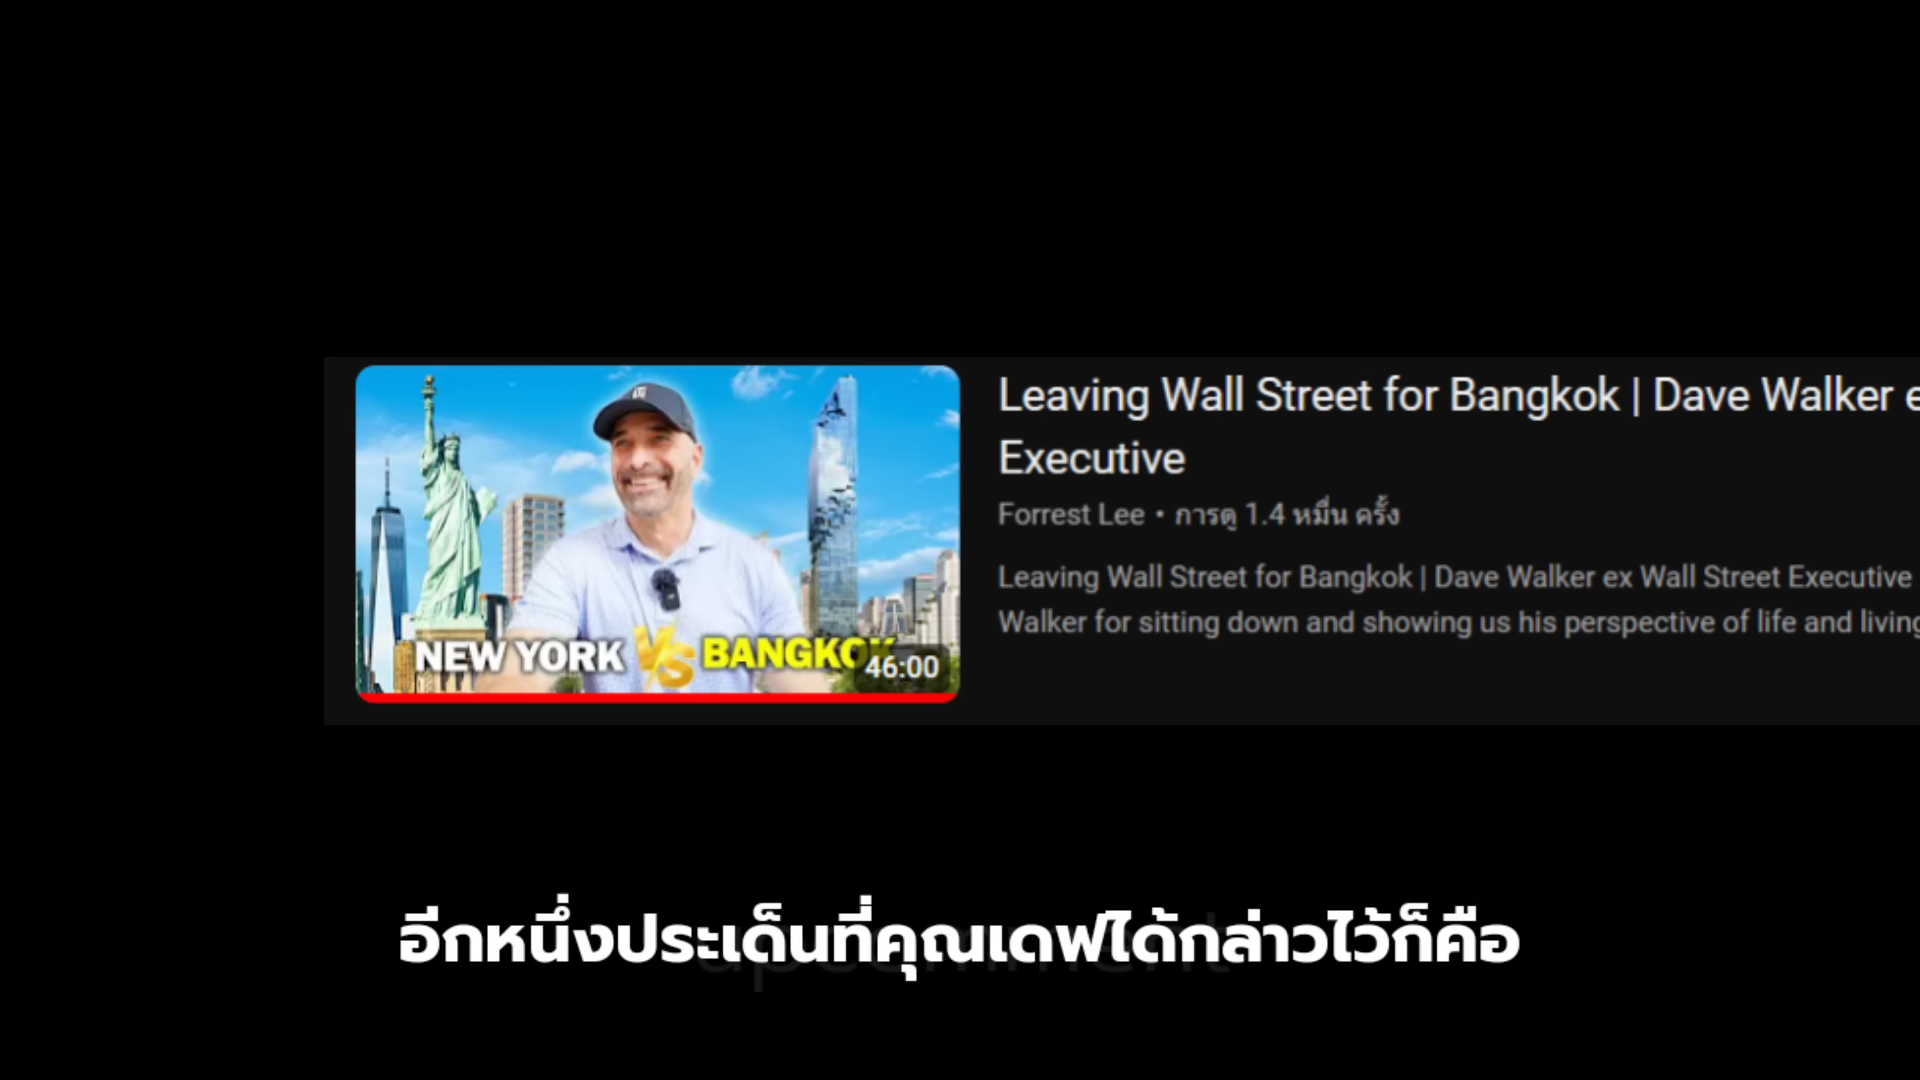 NEW YORK VS BANGKOK
46:00
Leaving Wall Street for Bangkok | Dave Walker e
Executive
Forrest Lee • การดู 1.4 หมื่น ครั้ง
Leaving Wall Street for Bangkok | Dave Walker ex Wall Street Executive
Walker for sitting down and showing us his perspective of life and living
อีกหนึ่งประเด็นที่คุณเดฟได้กล่าวไว้ก็คือ